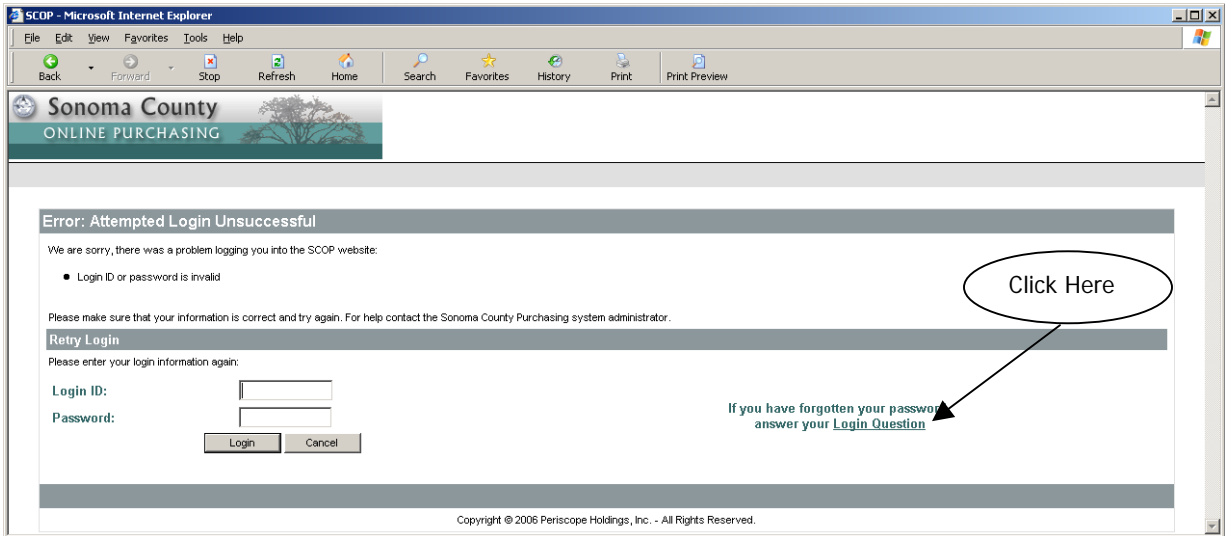 SCOP - Microsoft Internet Explorer
File Edit View Favorites Tools Help
Back Forward Stop Refresh Home Search Favorites History Print Print Preview
Sonoma County
ONLINE PURCHASING
Error: Attempted Login Unsuccessful
We are sorry, there was a problem logging you into the SCOP website:
Login ID or password is invalid
Click Here
Please make sure that your information is correct and try again. For help contact the Sonoma County Purchasing system administrator.
Retry Login
Please enter your login information again:
Login ID:
Password:
If you have forgotten your password
answer your Login Question
Login Cancel
Copyright © 2006 Periscope Holdings, Inc. - All Rights Reserved.